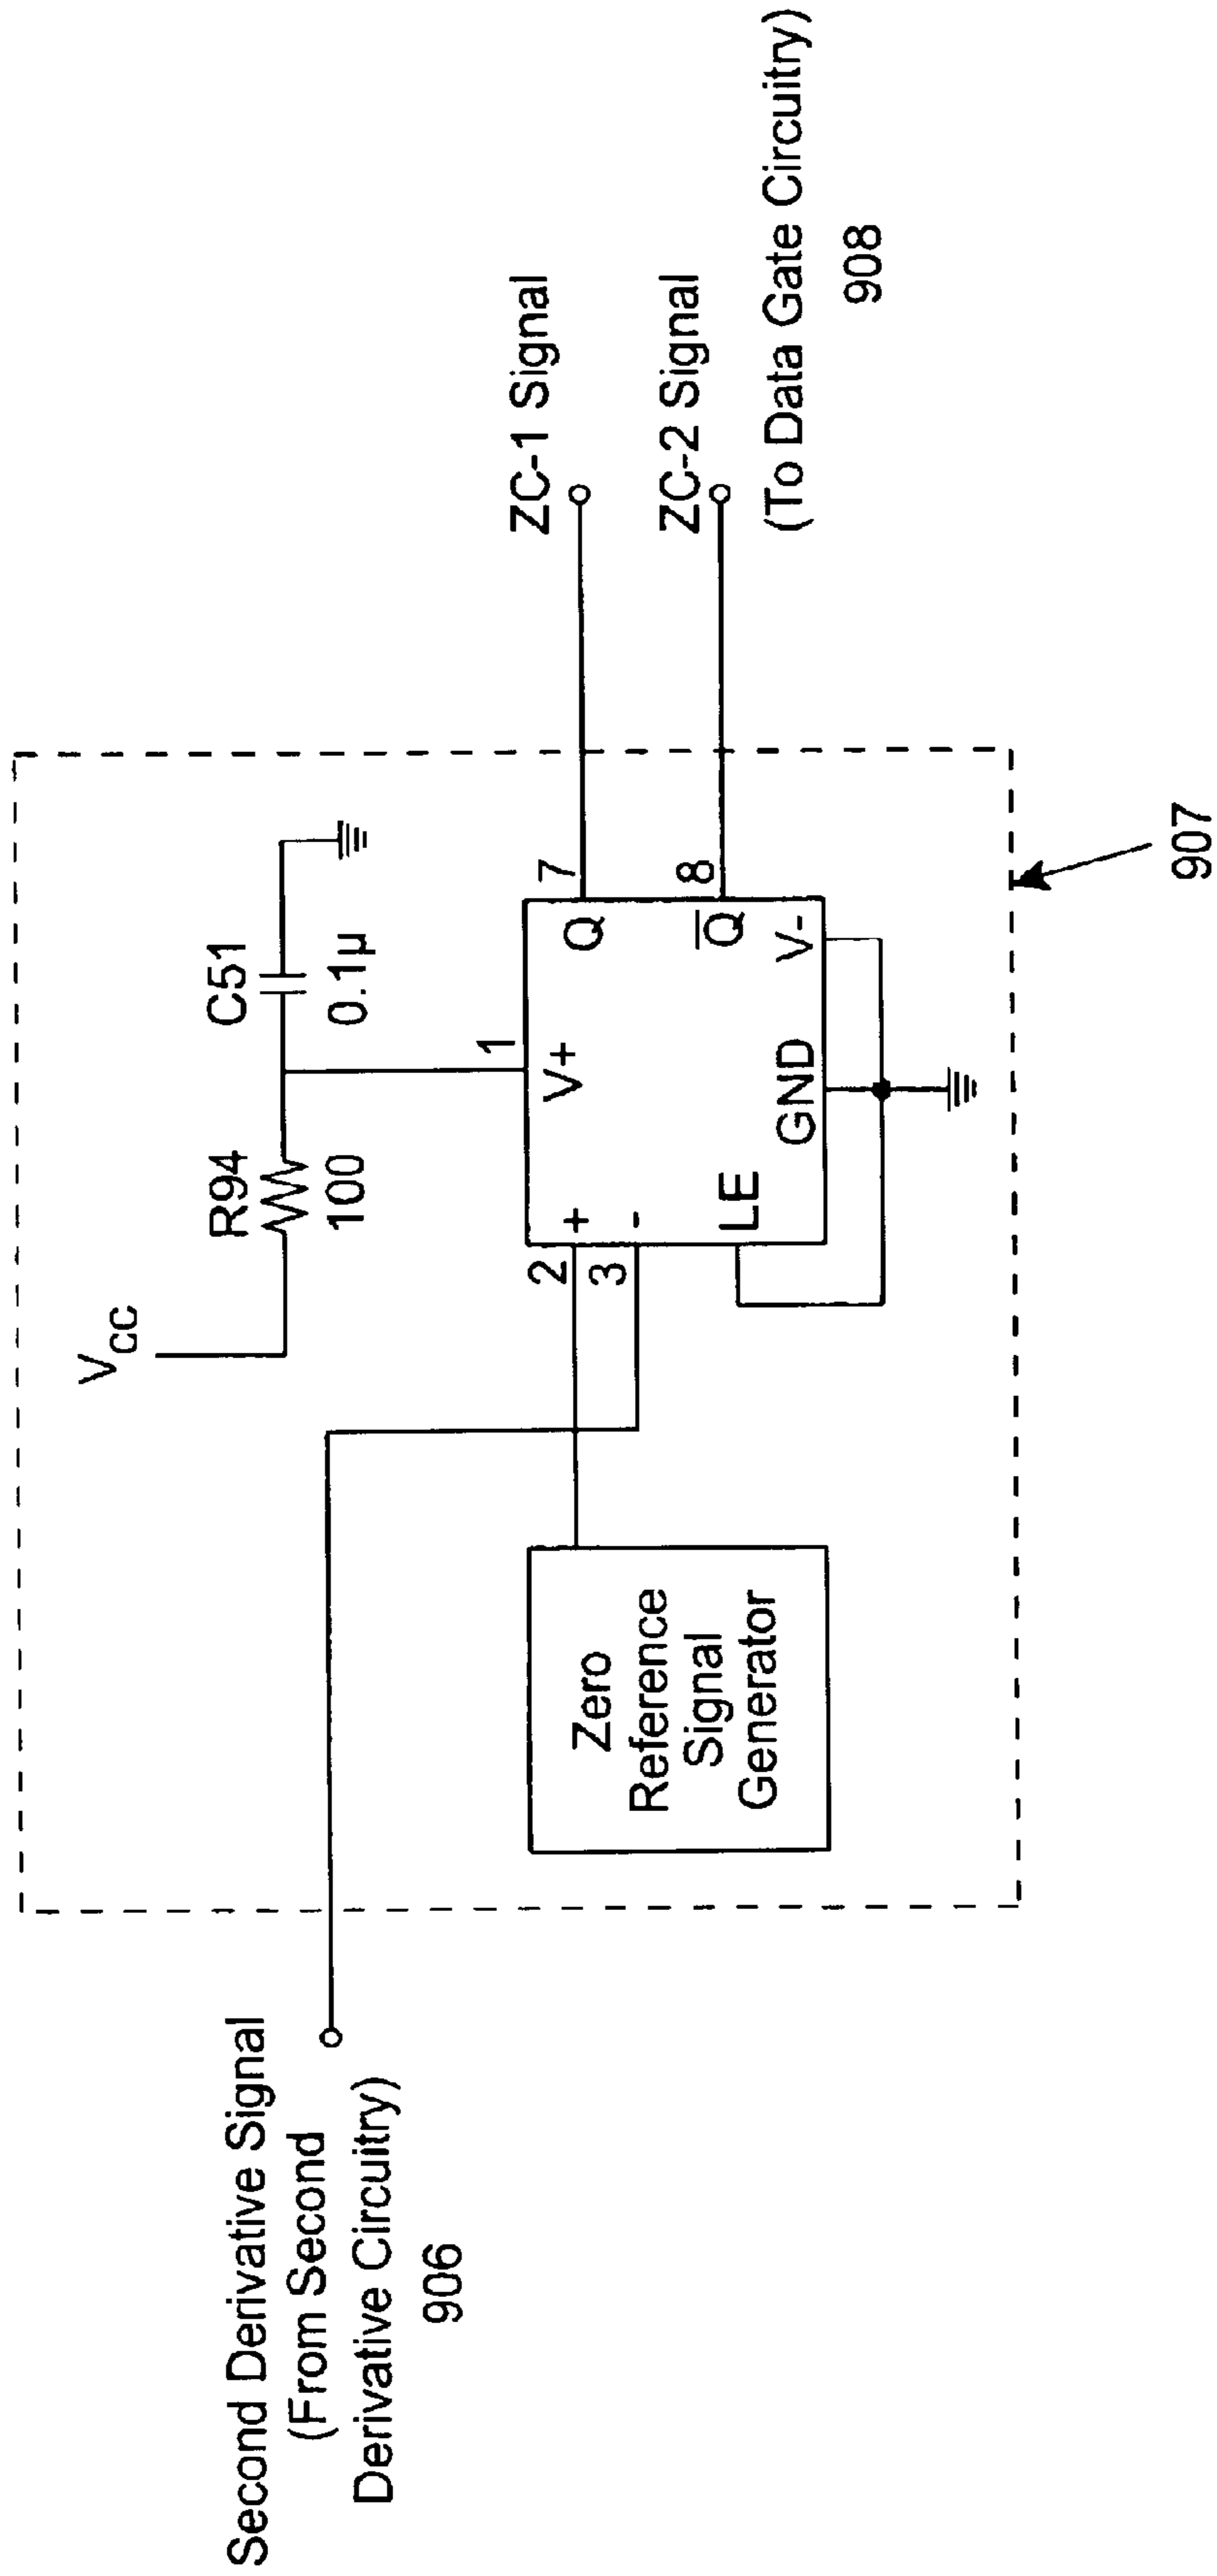 Second Derivative Signal
(From Second
Derivative Circuitry)
906
VCC
R94
100
C51
0.1μ
1
V+
2
+
3
-
LE
GND
V-
Q
7
Q̅
8
Zero
Reference
Signal
Generator
ZC-1 Signal
ZC-2 Signal
(To Data Gate Circuitry)
908
907